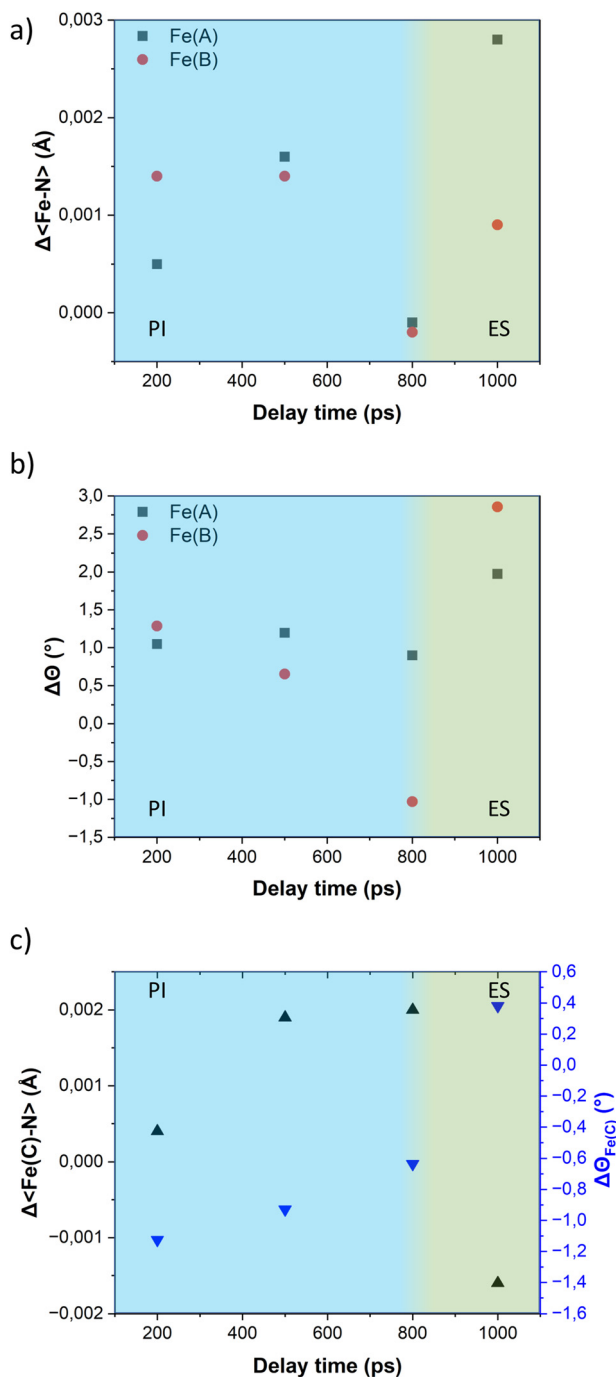 a)
Δ<Fe-N> (Å)
0,003
0,002
0,001
0,000
Fe(A)
Fe(B)
PI
ES
200 400 600 800 1000
Delay time (ps)
b)
ΔΘ (°)
3,0
2,5
2,0
1,5
1,0
0,5
0,0
−0,5
−1,0
−1,5
Fe(A)
Fe(B)
PI
ES
200 400 600 800 1000
Delay time (ps)
c)
Δ<Fe(C)-N> (Å)
0,002
0,001
0,000
−0,001
−0,002
PI
ES
0,6
0,4
0,2
0,0
−0,2
−0,4
−0,6
−0,8
−1,0
−1,2
−1,4
−1,6
ΔΘFe(C) (°)
200 400 600 800 1000
Delay time (ps)